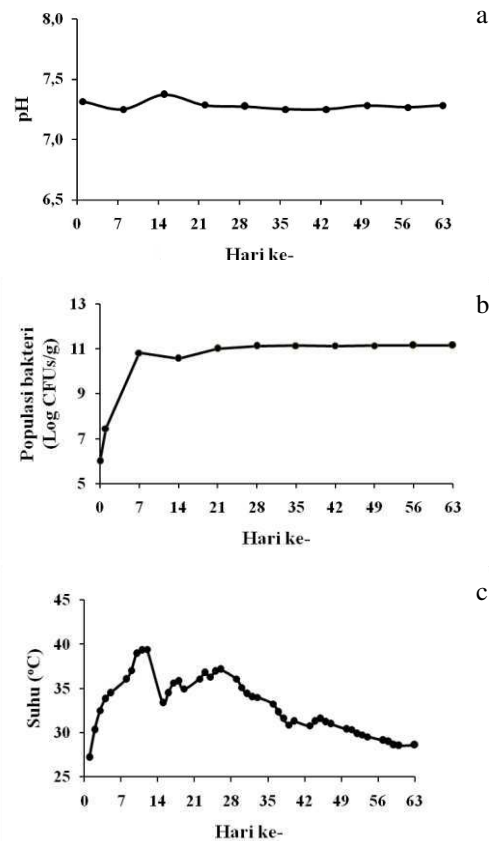 a
8,0
7,5
7,0
6,5
pH
0 7 14 21 28 35 42 49 56 63
Hari ke-
b
13
11
9
7
5
Populasi bakteri
(Log CFUs/g)
0 7 14 21 28 35 42 49 56 63
Hari ke-
c
45
40
35
30
25
Suhu (°C)
0 7 14 21 28 35 42 49 56 63
Hari ke-